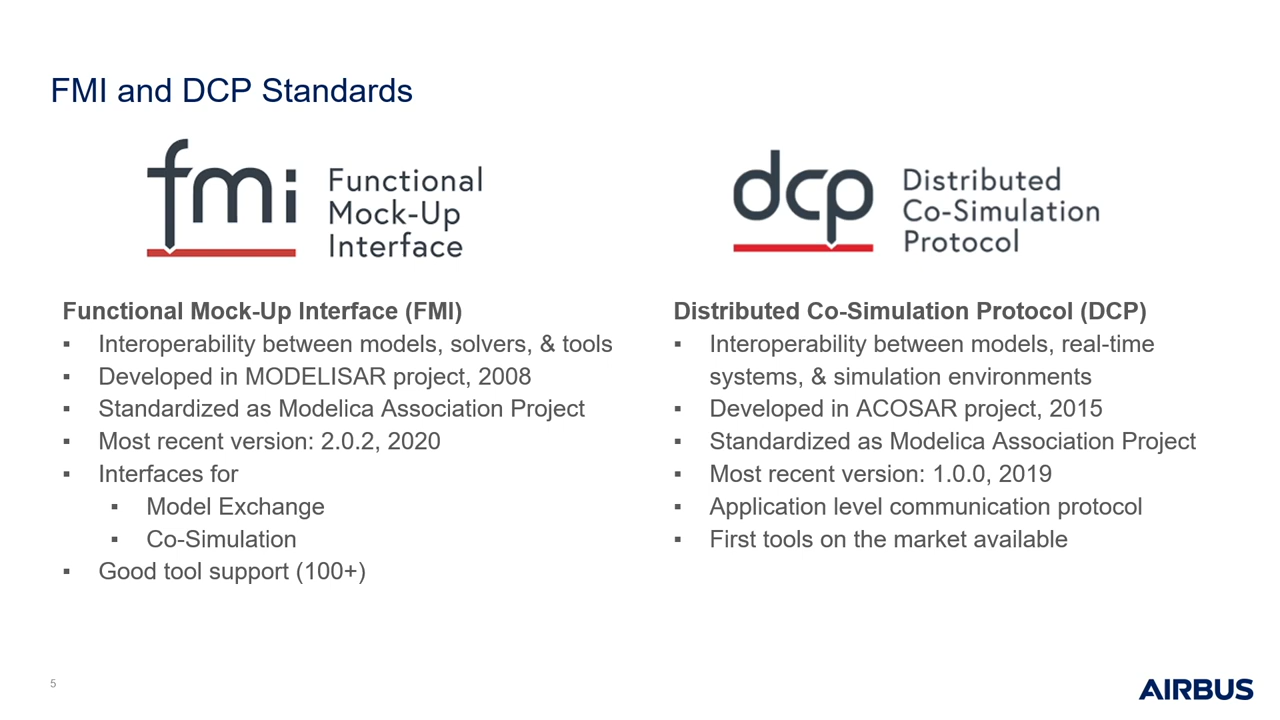 FMI and DCP Standards
fmi
Functional
Mock-Up
Interface
dcp
Distributed
Co-Simulation
Protocol
Functional Mock-Up Interface (FMI)
▪ Interoperability between models, solvers, & tools
▪ Developed in MODELISAR project, 2008
▪ Standardized as Modelica Association Project
▪ Most recent version: 2.0.2, 2020
▪ Interfaces for
▪ Model Exchange
▪ Co-Simulation
▪ Good tool support (100+)
Distributed Co-Simulation Protocol (DCP)
▪ Interoperability between models, real-time
systems, & simulation environments
▪ Developed in ACOSAR project, 2015
▪ Standardized as Modelica Association Project
▪ Most recent version: 1.0.0, 2019
▪ Application level communication protocol
▪ First tools on the market available
5
AIRBUS